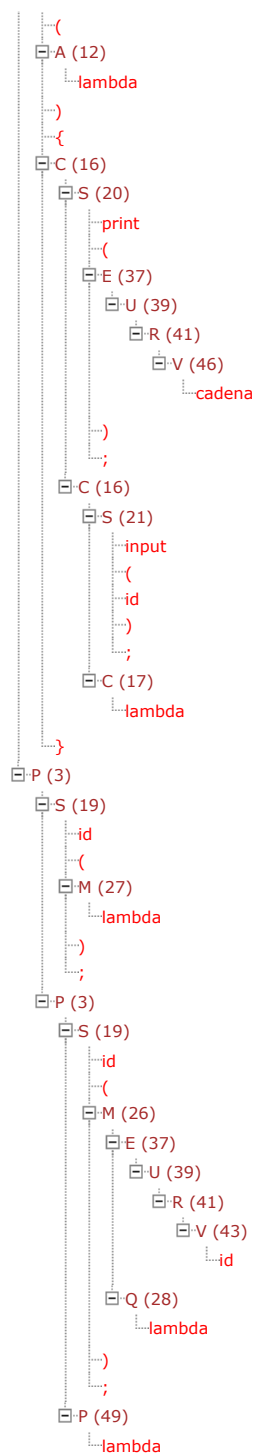 (
A (12)
lambda
)
{
C (16)
S (20)
print
(
E (37)
U (39)
R (41)
V (46)
cadena
)
;
C (16)
S (21)
input
(
id
)
;
C (17)
lambda
}
P (3)
S (19)
id
(
M (27)
lambda
)
;
P (3)
S (19)
id
(
M (26)
E (37)
U (39)
R (41)
V (43)
id
Q (28)
lambda
)
;
P (49)
lambda